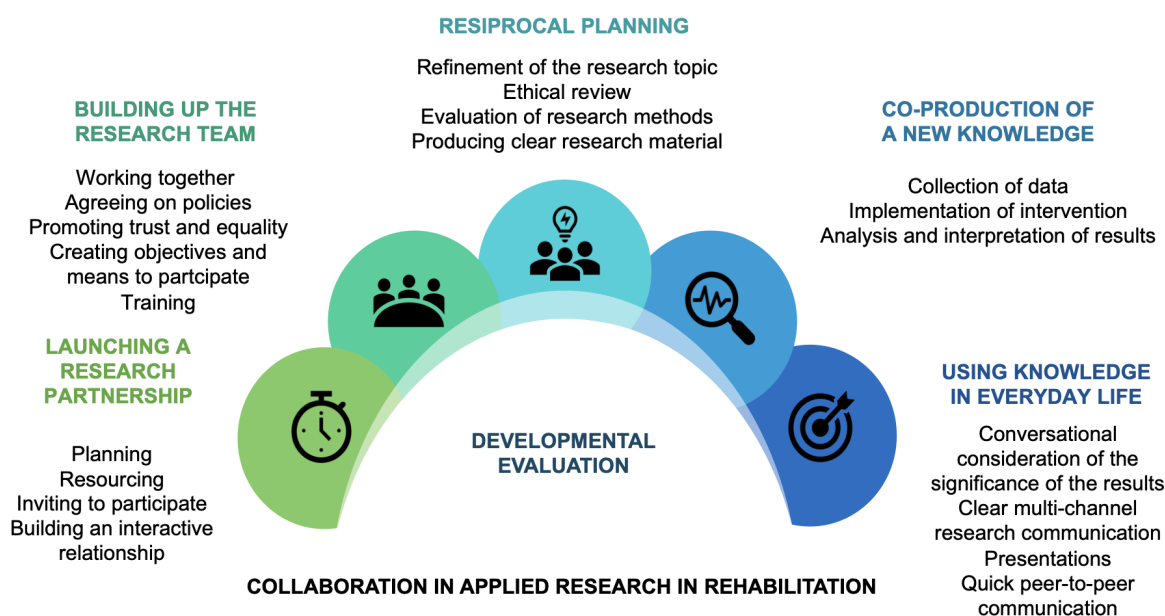 RESIPROCAL PLANNING
Refinement of the research topic
Ethical review
Evaluation of research methods
Producing clear research material
BUILDING UP THE
RESEARCH TEAM
Working together
Agreeing on policies
Promoting trust and equality
Creating objectives and
means to partcipate
Training
CO-PRODUCTION OF
A NEW KNOWLEDGE
Collection of data
Implementation of intervention
Analysis and interpretation of results
LAUNCHING A
RESEARCH
PARTNERSHIP
Planning
Resourcing
Inviting to participate
Building an interactive
relationship
USING KNOWLEDGE
IN EVERYDAY LIFE
Conversational
consideration of the
significance of the results
Clear multi-channel
research communication
Presentations
Quick peer-to-peer
communication
DEVELOPMENTAL
EVALUATION
COLLABORATION IN APPLIED RESEARCH IN REHABILITATION